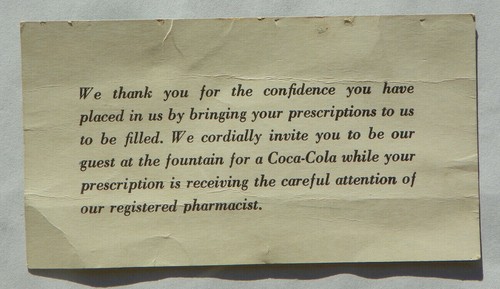 We thank you for the confidence you have
placed in us by bringing your prescriptions to us
to be filled. We cordially invite you to be our
guest at the fountain for a Coca-Cola while your
prescription is receiving the careful attention of
our registered pharmacist.